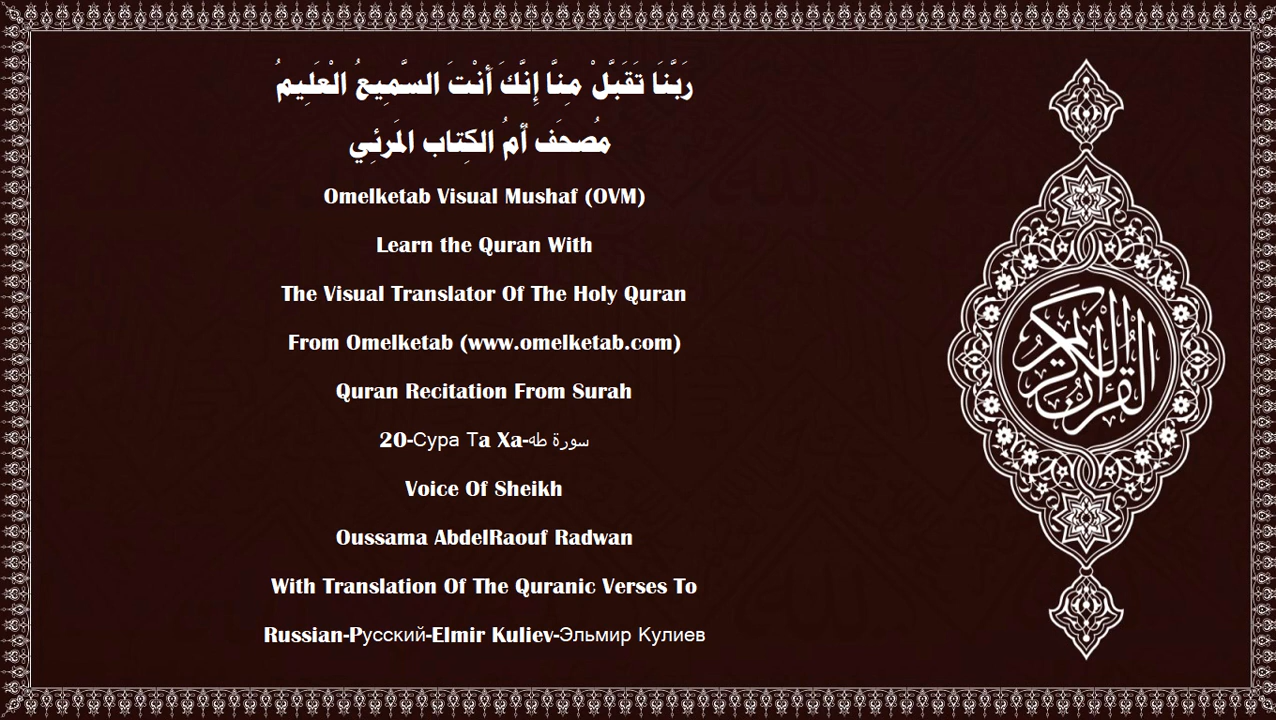 رَبَّنَا تَقَبَّلْ مِنَّا إِنَّكَ أَنْتَ السَّمِيعُ الْعَلِيمُ
مُصحَف أمُ الكِتاب المَرئِي
Omelketab Visual Mushaf (OVM)
Learn the Quran With
The Visual Translator Of The Holy Quran
From Omelketab (www.omelketab.com)
Quran Recitation From Surah
20-Сура Та Ха-سورة طه
Voice Of Sheikh
Oussama AbdelRaouf Radwan
With Translation Of The Quranic Verses To
Russian-Русский-Elmir Kuliev-Эльмир Кулиев
القرآن الكريم